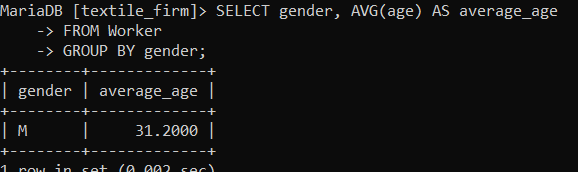 MariaDB [textile_firm]> SELECT gender, AVG(age) AS average_age
    -> FROM Worker
    -> GROUP BY gender;
+--------+-------------+
| gender | average_age |
+--------+-------------+
| M      |     31.2000 |
+--------+-------------+
1 row in set (0.002 sec)